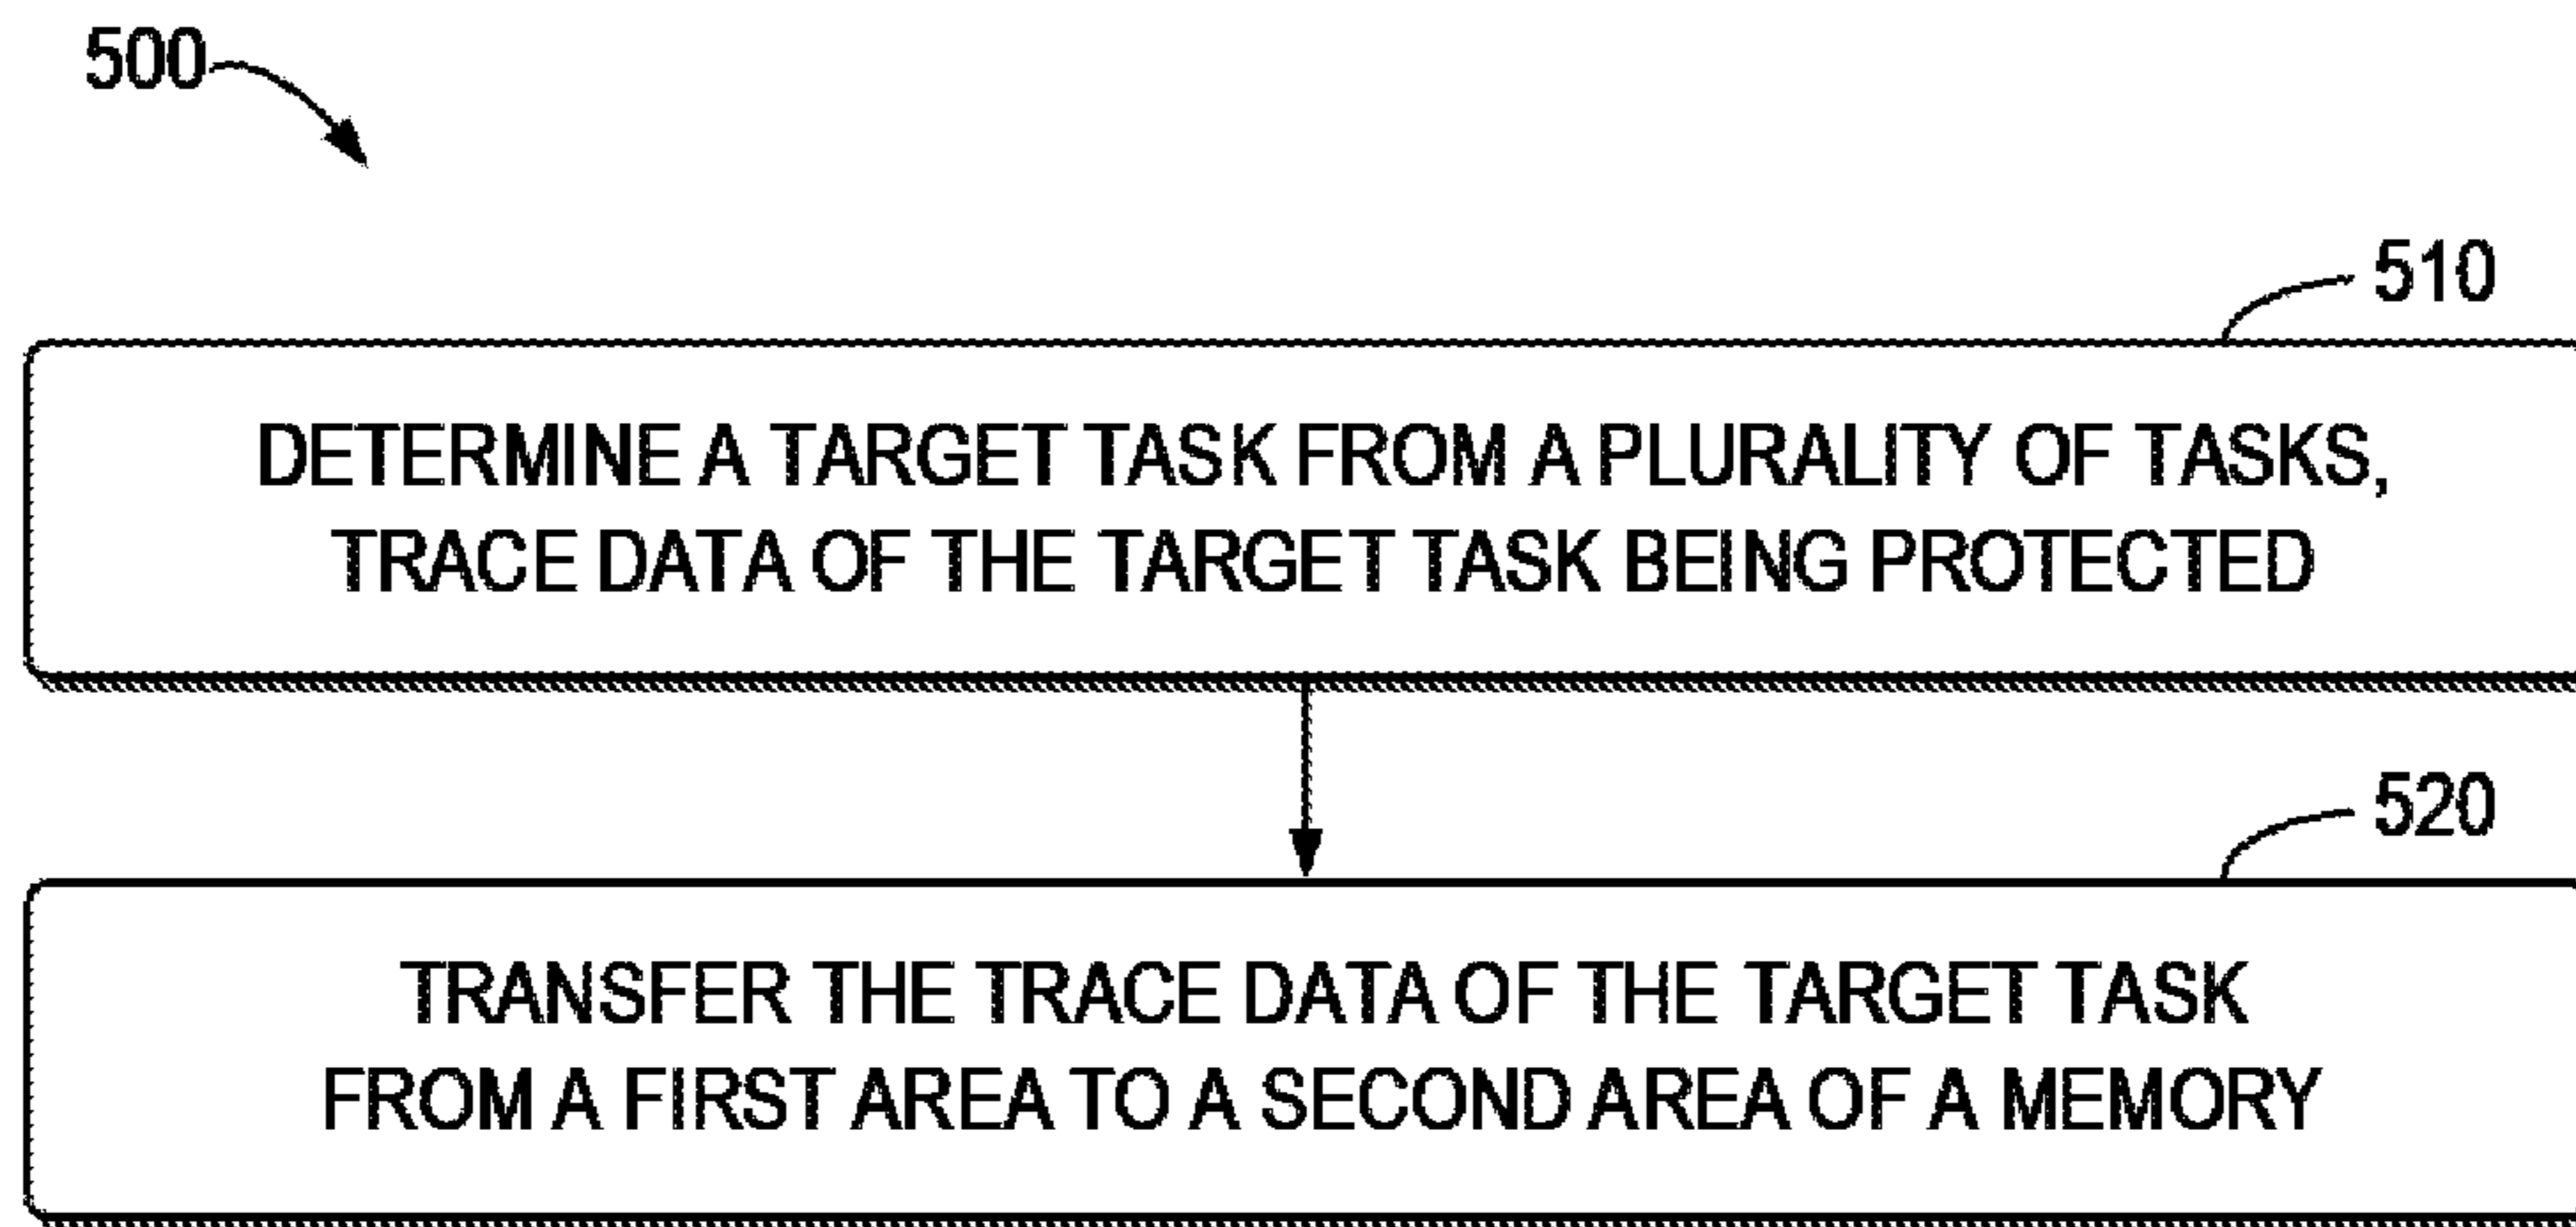 500
510
DETERMINE A TARGET TASK FROM A PLURALITY OF TASKS,
TRACE DATA OF THE TARGET TASK BEING PROTECTED
520
TRANSFER THE TRACE DATA OF THE TARGET TASK
FROM A FIRST AREA TO A SECOND AREA OF A MEMORY